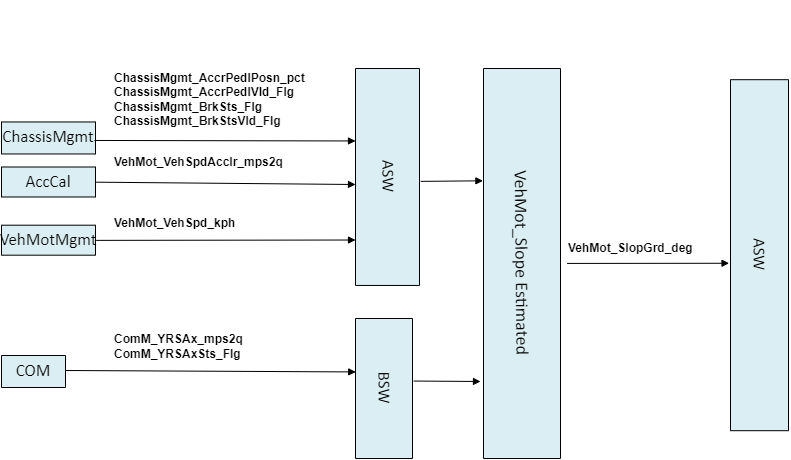 ChassisMgmt_AccrPedlPosn_pct
ChassisMgmt_AccrPedlVld_Flg
ChassisMgmt_BrkSts_Flg
ChassisMgmt_BrkStsVld_Flg
ChassisMgmt
VehMot_VehSpdAcclr_mps2q
AccCal
VehMot_VehSpd_kph
VehMotMgmt
ASW
ComM_YRSAx_mps2q
ComM_YRSAxSts_Flg
COM
BSW
VehMot_Slope Estimated
VehMot_SlopGrd_deg
ASW